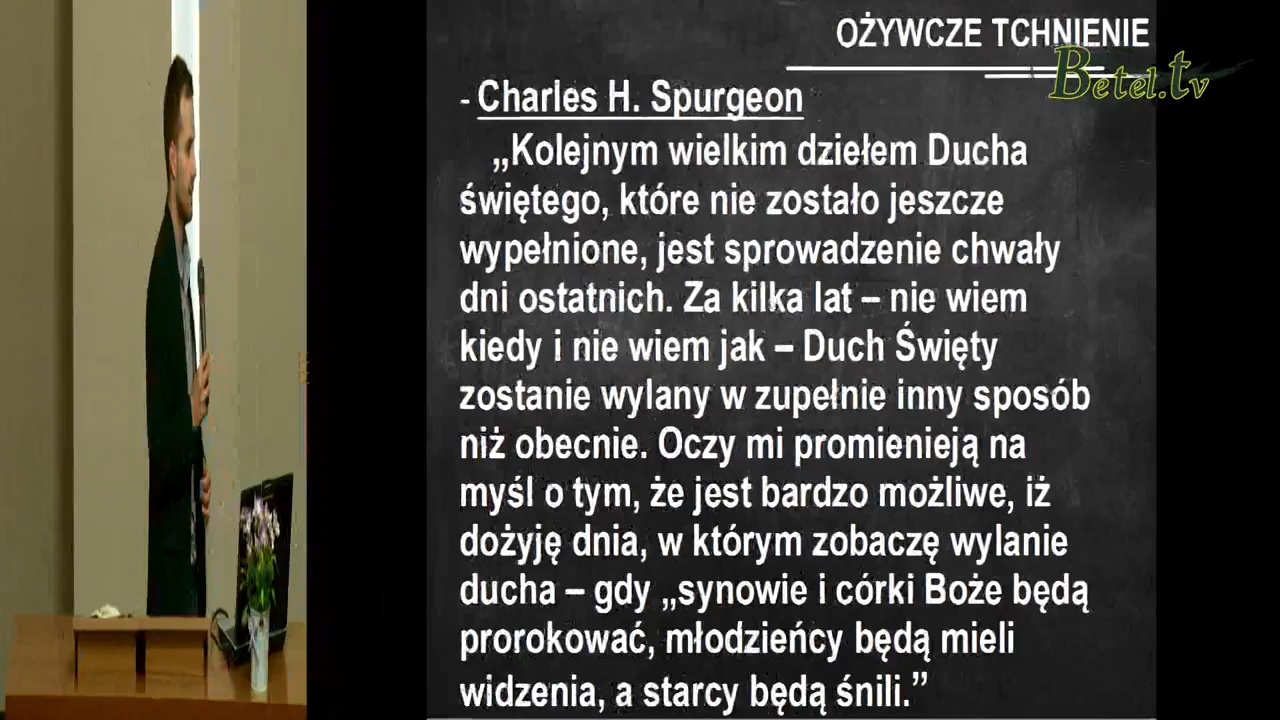 OŻYWCZE TCHNIENIE
Betel.tv
- Charles H. Spurgeon
„Kolejnym wielkim dziełem Ducha
świętego, które nie zostało jeszcze
wypełnione, jest sprowadzenie chwały
dni ostatnich. Za kilka lat – nie wiem
kiedy i nie wiem jak – Duch Święty
zostanie wylany w zupełnie inny sposób
niż obecnie. Oczy mi promienieją na
myśl o tym, że jest bardzo możliwe, iż
dożyję dnia, w którym zobaczę wylanie
ducha – gdy „synowie i córki Boże będą
prorokować, młodzieńcy będą mieli
widzenia, a starcy będą śnili.”